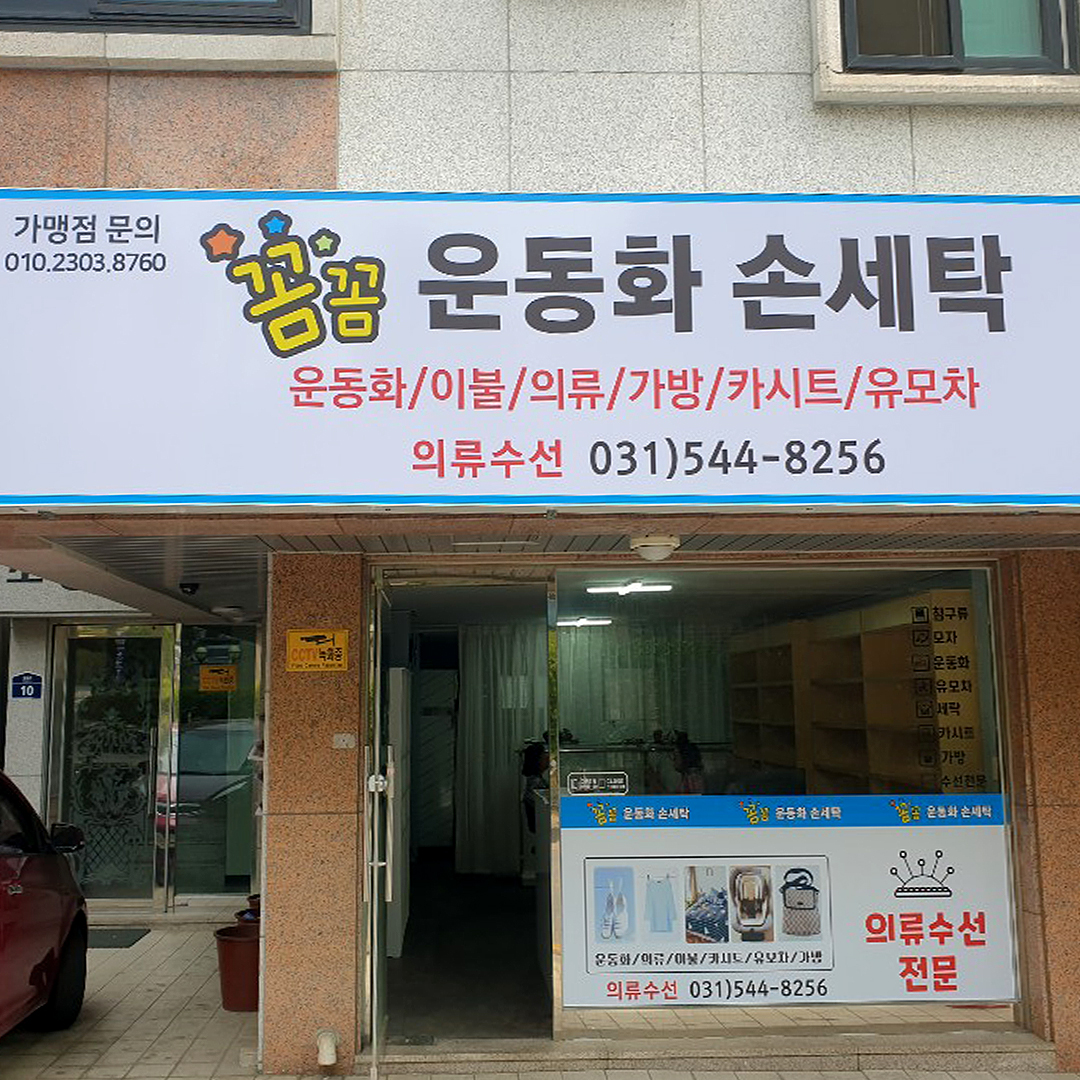 가맹점 문의
010.2303.8760
꼼꼼 운동화 손세탁
운동화/이불/의류/가방/카시트/유모차
의류수선 031)544-8256
CCTV녹화중
10
침구류
모자
운동화
유모차
세탁
카시트
가방
수선전문
꼼꼼 운동화 손세탁 꼼꼼 운동화 손세탁 꼼꼼 운동화 손세탁
운동화/의류/이불/카시트/유모차/가방
의류수선 031)544-8256
의류수선
전문